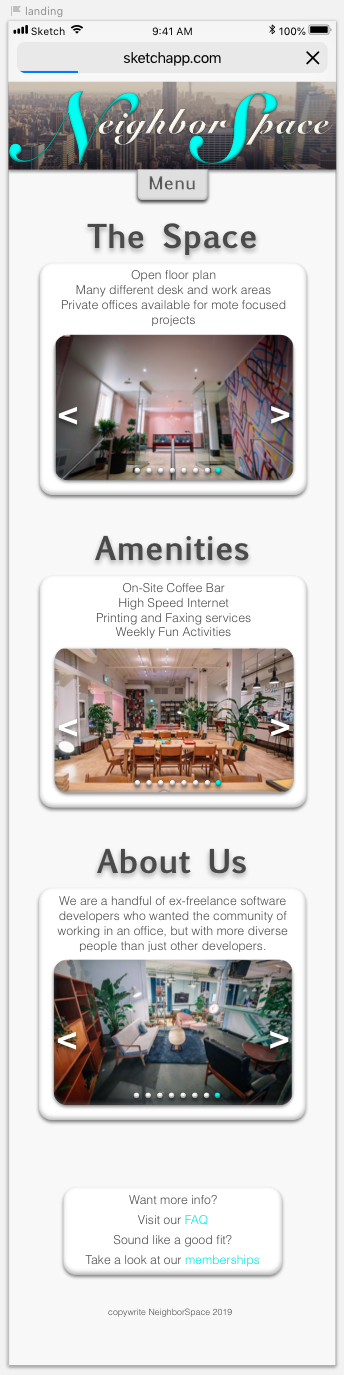 landing
Sketch 9:41 AM 100%
sketchapp.com
NeighborSpace
Menu
The Space
Open floor plan
Many different desk and work areas
Private offices available for mote focused
projects
< >
Amenities
On-Site Coffee Bar
High Speed Internet
Printing and Faxing services
Weekly Fun Activities
< >
About Us
We are a handful of ex-freelance software
developers who wanted the community of
working in an office, but with more diverse
people than just other developers.
< >
Want more info?
Visit our FAQ
Sound like a good fit?
Take a look at our memberships
copywrite NeighborSpace 2019